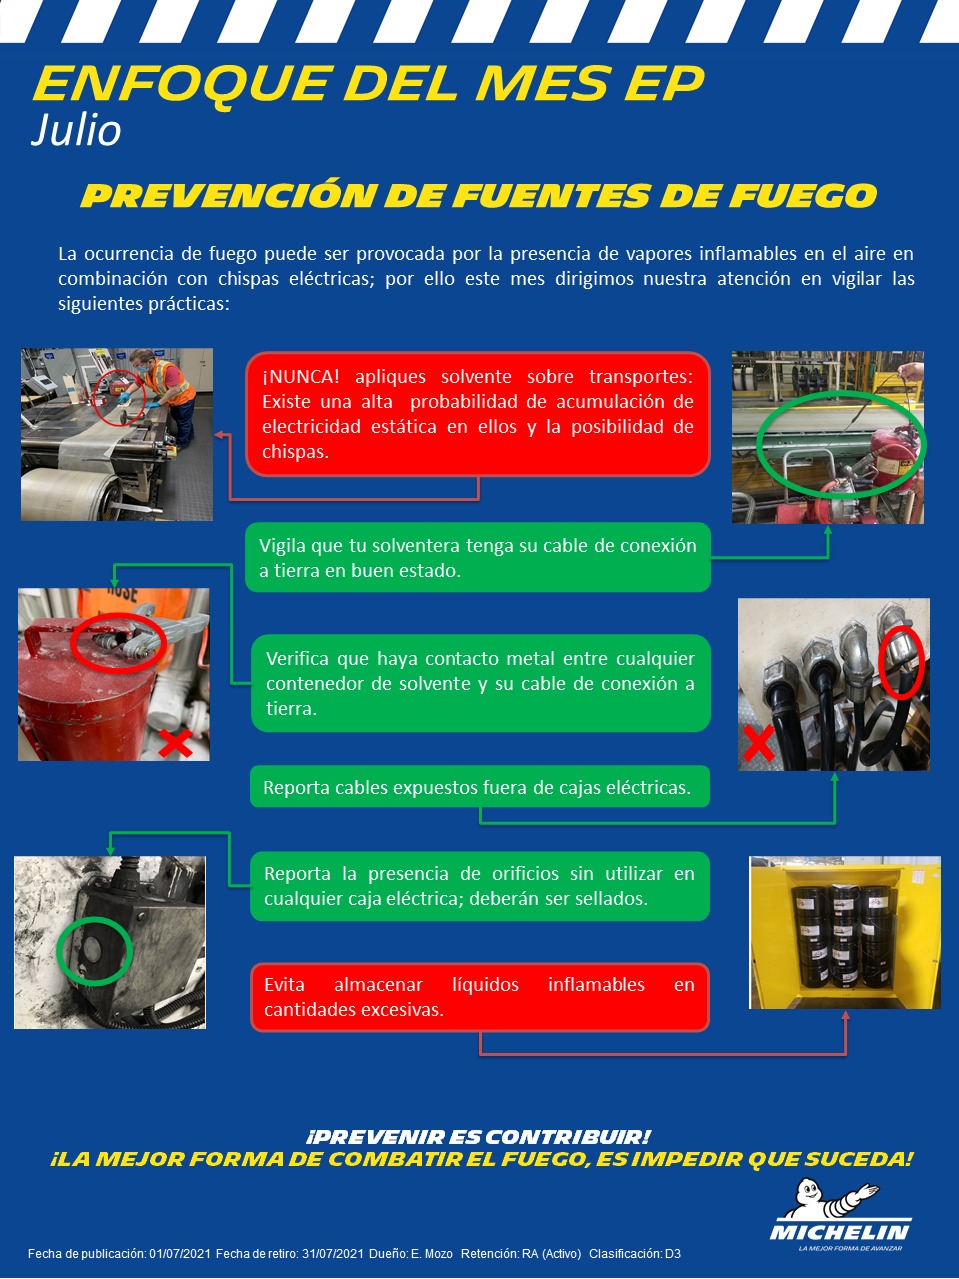 ENFOQUE DEL MES EP
Julio
PREVENCIÓN DE FUENTES DE FUEGO
La ocurrencia de fuego puede ser provocada por la presencia de vapores inflamables en el aire en
combinación con chispas eléctricas; por ello este mes dirigimos nuestra atención en vigilar las
siguientes prácticas:
¡NUNCA! apliques solvente sobre transportes:
Existe una alta probabilidad de acumulación de
electricidad estática en ellos y la posibilidad de
chispas.
Vigila que tu solventera tenga su cable de conexión
a tierra en buen estado.
Verifica que haya contacto metal entre cualquier
contenedor de solvente y su cable de conexión a
tierra.
Reporta cables expuestos fuera de cajas eléctricas.
Reporta la presencia de orificios sin utilizar en
cualquier caja eléctrica; deberán ser sellados.
Evita almacenar líquidos inflamables en
cantidades excesivas.
¡PREVENIR ES CONTRIBUIR!
¡LA MEJOR FORMA DE COMBATIR EL FUEGO, ES IMPEDIR QUE SUCEDA!
MICHELIN
LA MEJOR FORMA DE AVANZAR
Fecha de publicación: 01/07/2021 Fecha de retiro: 31/07/2021 Dueño: E. Mozo Retención: RA (Activo) Clasificación: D3